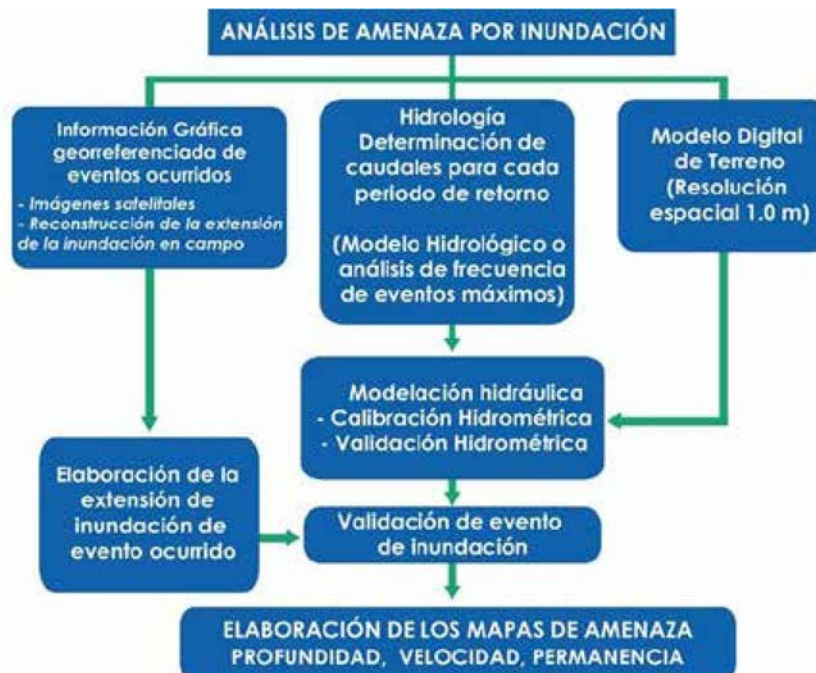 ANÁLISIS DE AMENAZA POR INUNDACIÓN
Información Gráfica
georreferenciada de
eventos ocurridos
- Imágenes satelitales
- Reconstrucción de la extensión
de la inundación en campo
Hidrología
Determinación de
caudales para cada
periodo de retorno
(Modelo Hidrológico o
análisis de frecuencia
de eventos máximos)
Modelo Digital
de Terreno
(Resolución
espacial 1.0 m)
Modelación hidráulica
- Calibración Hidrométrica
- Validación Hidrométrica
Elaboración de la
extensión de
inundación de
evento ocurrido
Validación de evento
de inundación
ELABORACIÓN DE LOS MAPAS DE AMENAZA
PROFUNDIDAD, VELOCIDAD, PERMANENCIA